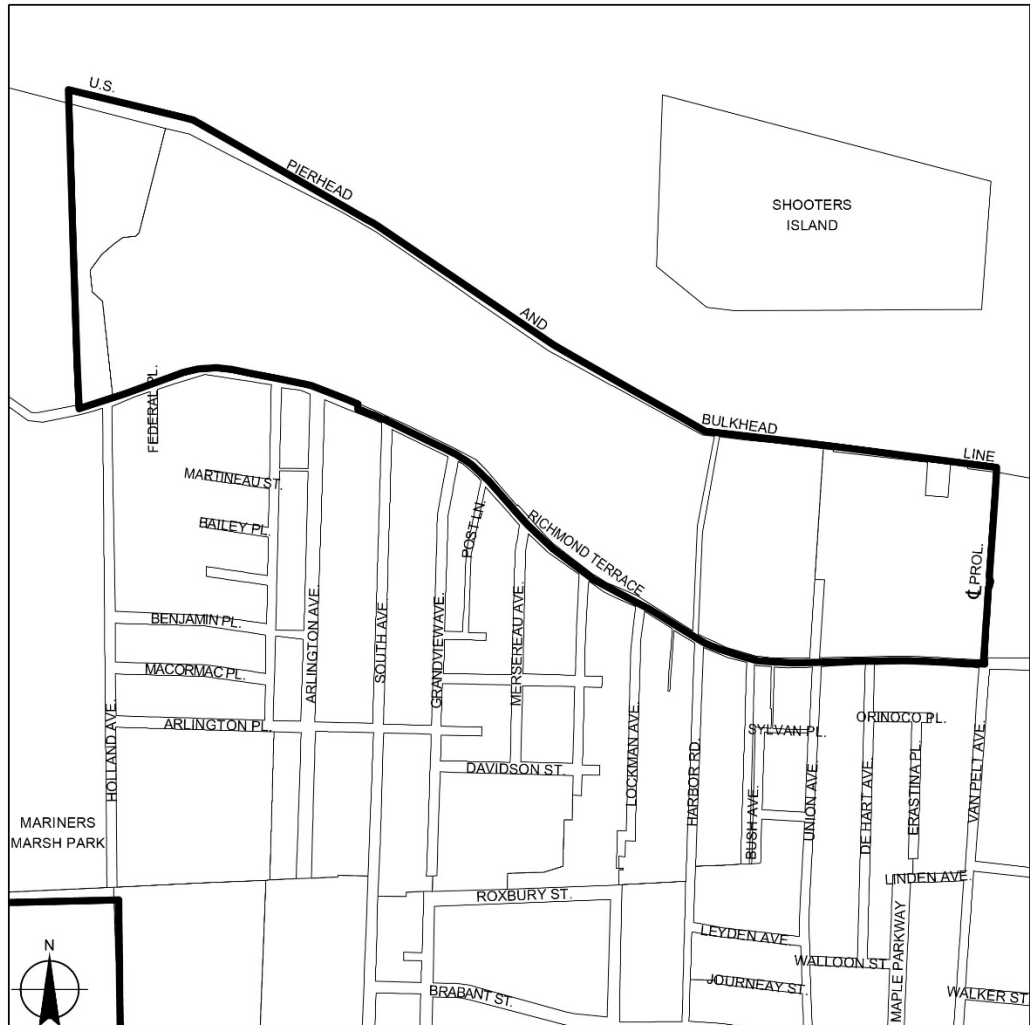 U.S.
PIERHEAD
AND
BULKHEAD
LINE
SHOOTERS
ISLAND
FEDERAL PL.
MARTINEAU ST.
BAILEY PL.
POST LN.
RICHMOND TERRACE
℄ PROL.
BENJAMIN PL.
MACORMAC PL.
ARLINGTON PL.
HOLLAND AVE.
ARLINGTON AVE.
SOUTH AVE
GRANDVIEW AVE.
MERSEREAU AVE.
DAVIDSON ST.
LOCKMAN AVE.
HARBOR RD.
BUSH AVE.
SYLVAN PL.
UNION AVE.
DE HART AVE.
ORINOCO PL.
ERASTINA PL.
VAN PELT AVE.
MARINERS
MARSH PARK
LINDEN AVE.
ROXBURY ST.
LEYDEN AVE.
WALLOON ST.
MAPLE PARKWAY
JOURNEAY ST.
BRABANT ST.
WALKER ST.
N